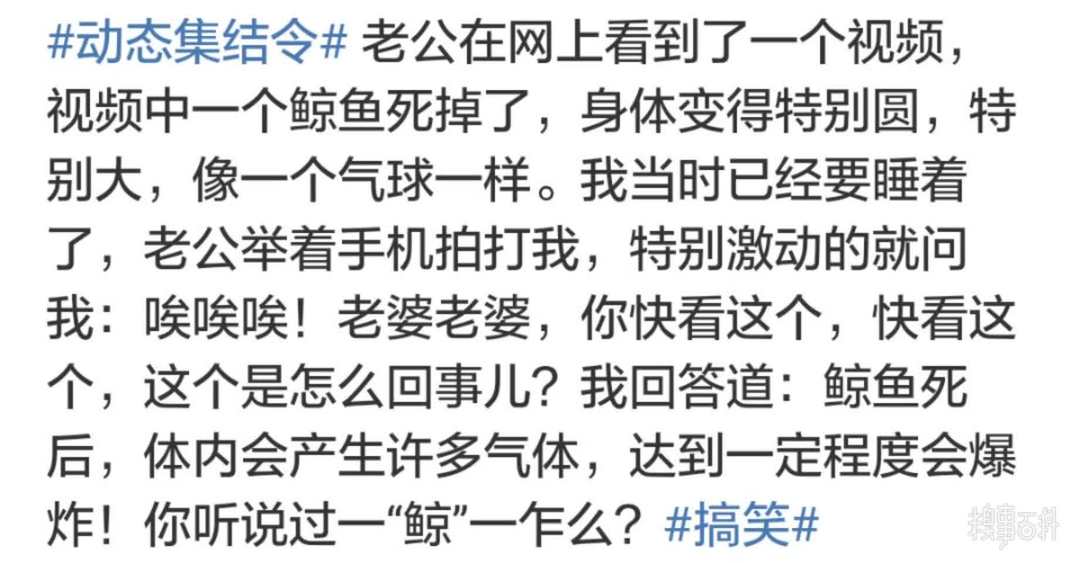 #动态集结令# 老公在网上看到了一个视频，
视频中一个鲸鱼死掉了，身体变得特别圆，特
别大，像一个气球一样。我当时已经要睡着
了，老公举着手机拍打我，特别激动的就问
我：唉唉唉！老婆老婆，你快看这个，快看这
个，这个是怎么回事儿？我回答道：鲸鱼死
后，体内会产生许多气体，达到一定程度会爆
炸！你听说过一“鲸”一乍么？#搞笑#
糗事百科